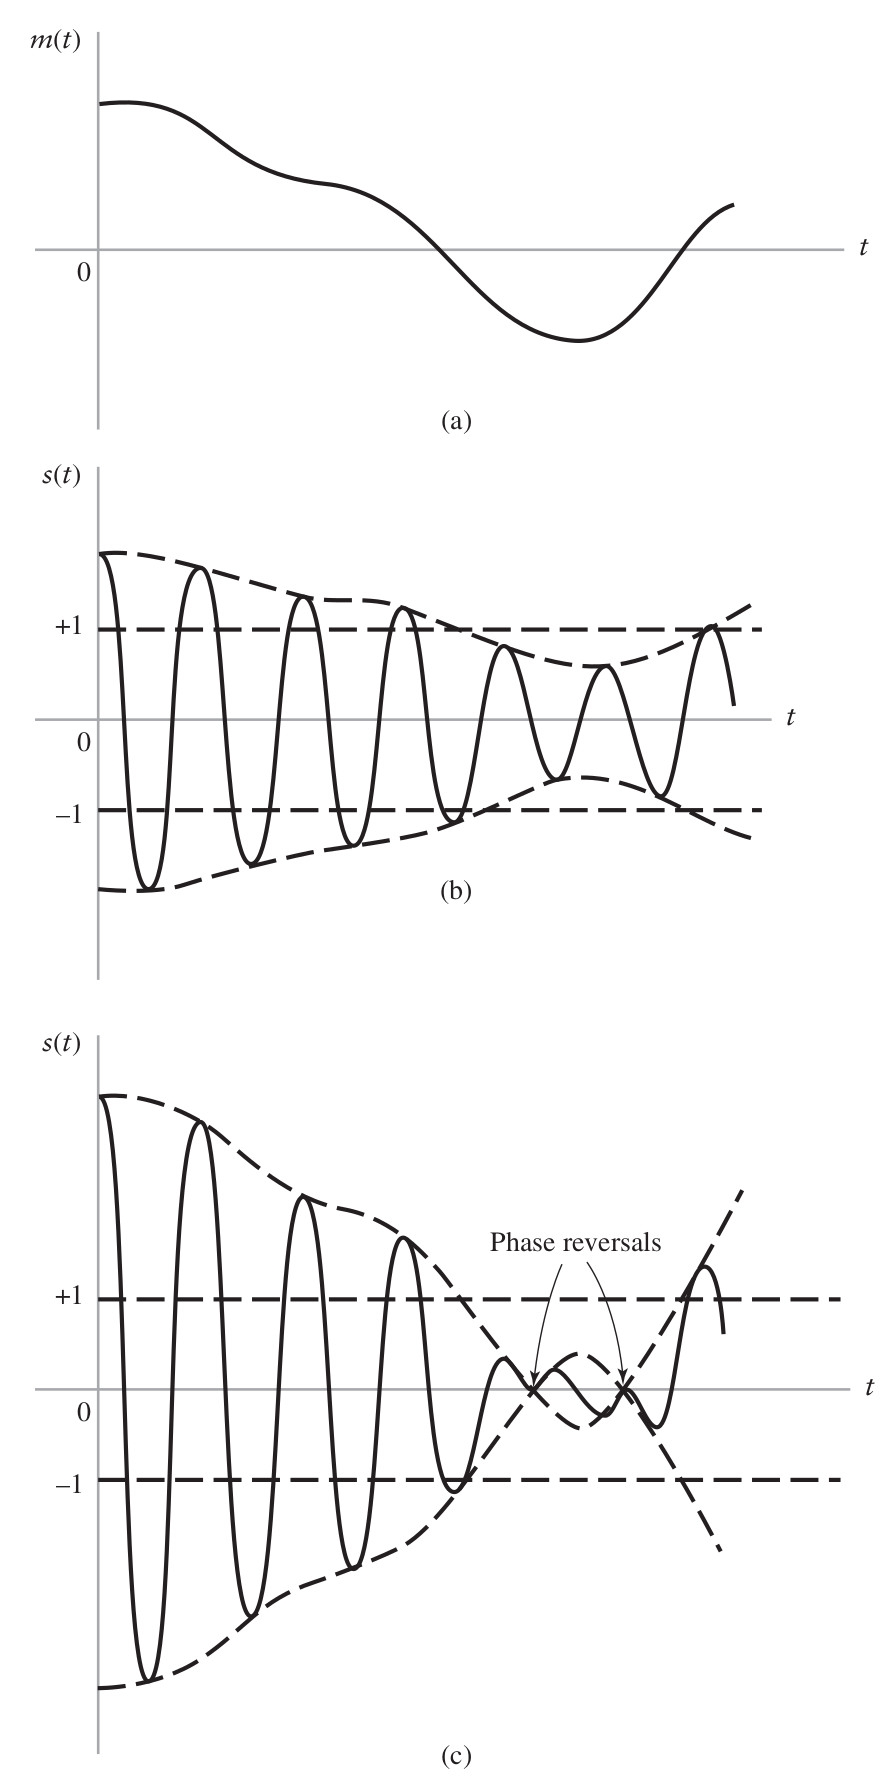 m(t)
t
0
(a)
s(t)
+1
t
0
–1
(b)
s(t)
Phase reversals
+1
t
0
–1
(c)